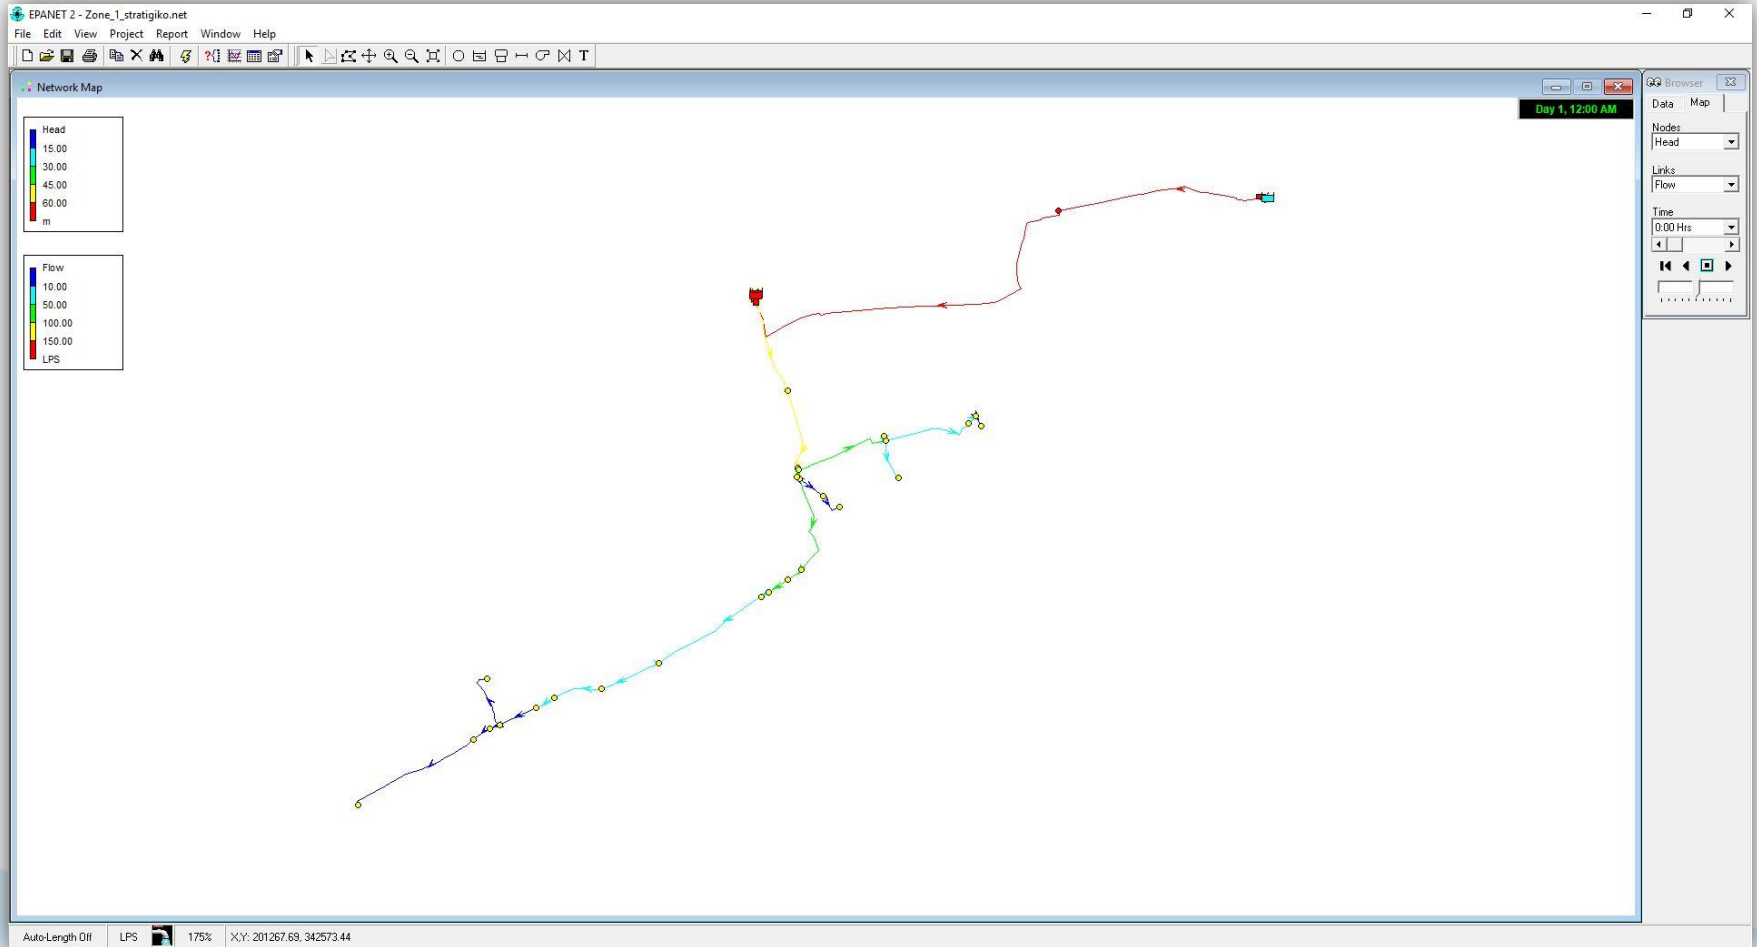 EPANET 2 - Zone_1_stratigiko.net
File Edit View Project Report Window Help
T
Network Map
Day 1, 12:00 AM
Head
15.00
30.00
45.00
60.00
m
Flow
10.00
50.00
100.00
150.00
LPS
Browser
Data Map
Nodes
Head
Links
Flow
Time
0:00 Hrs
Auto-Length Off LPS 175% X,Y: 201267.69, 342573.44